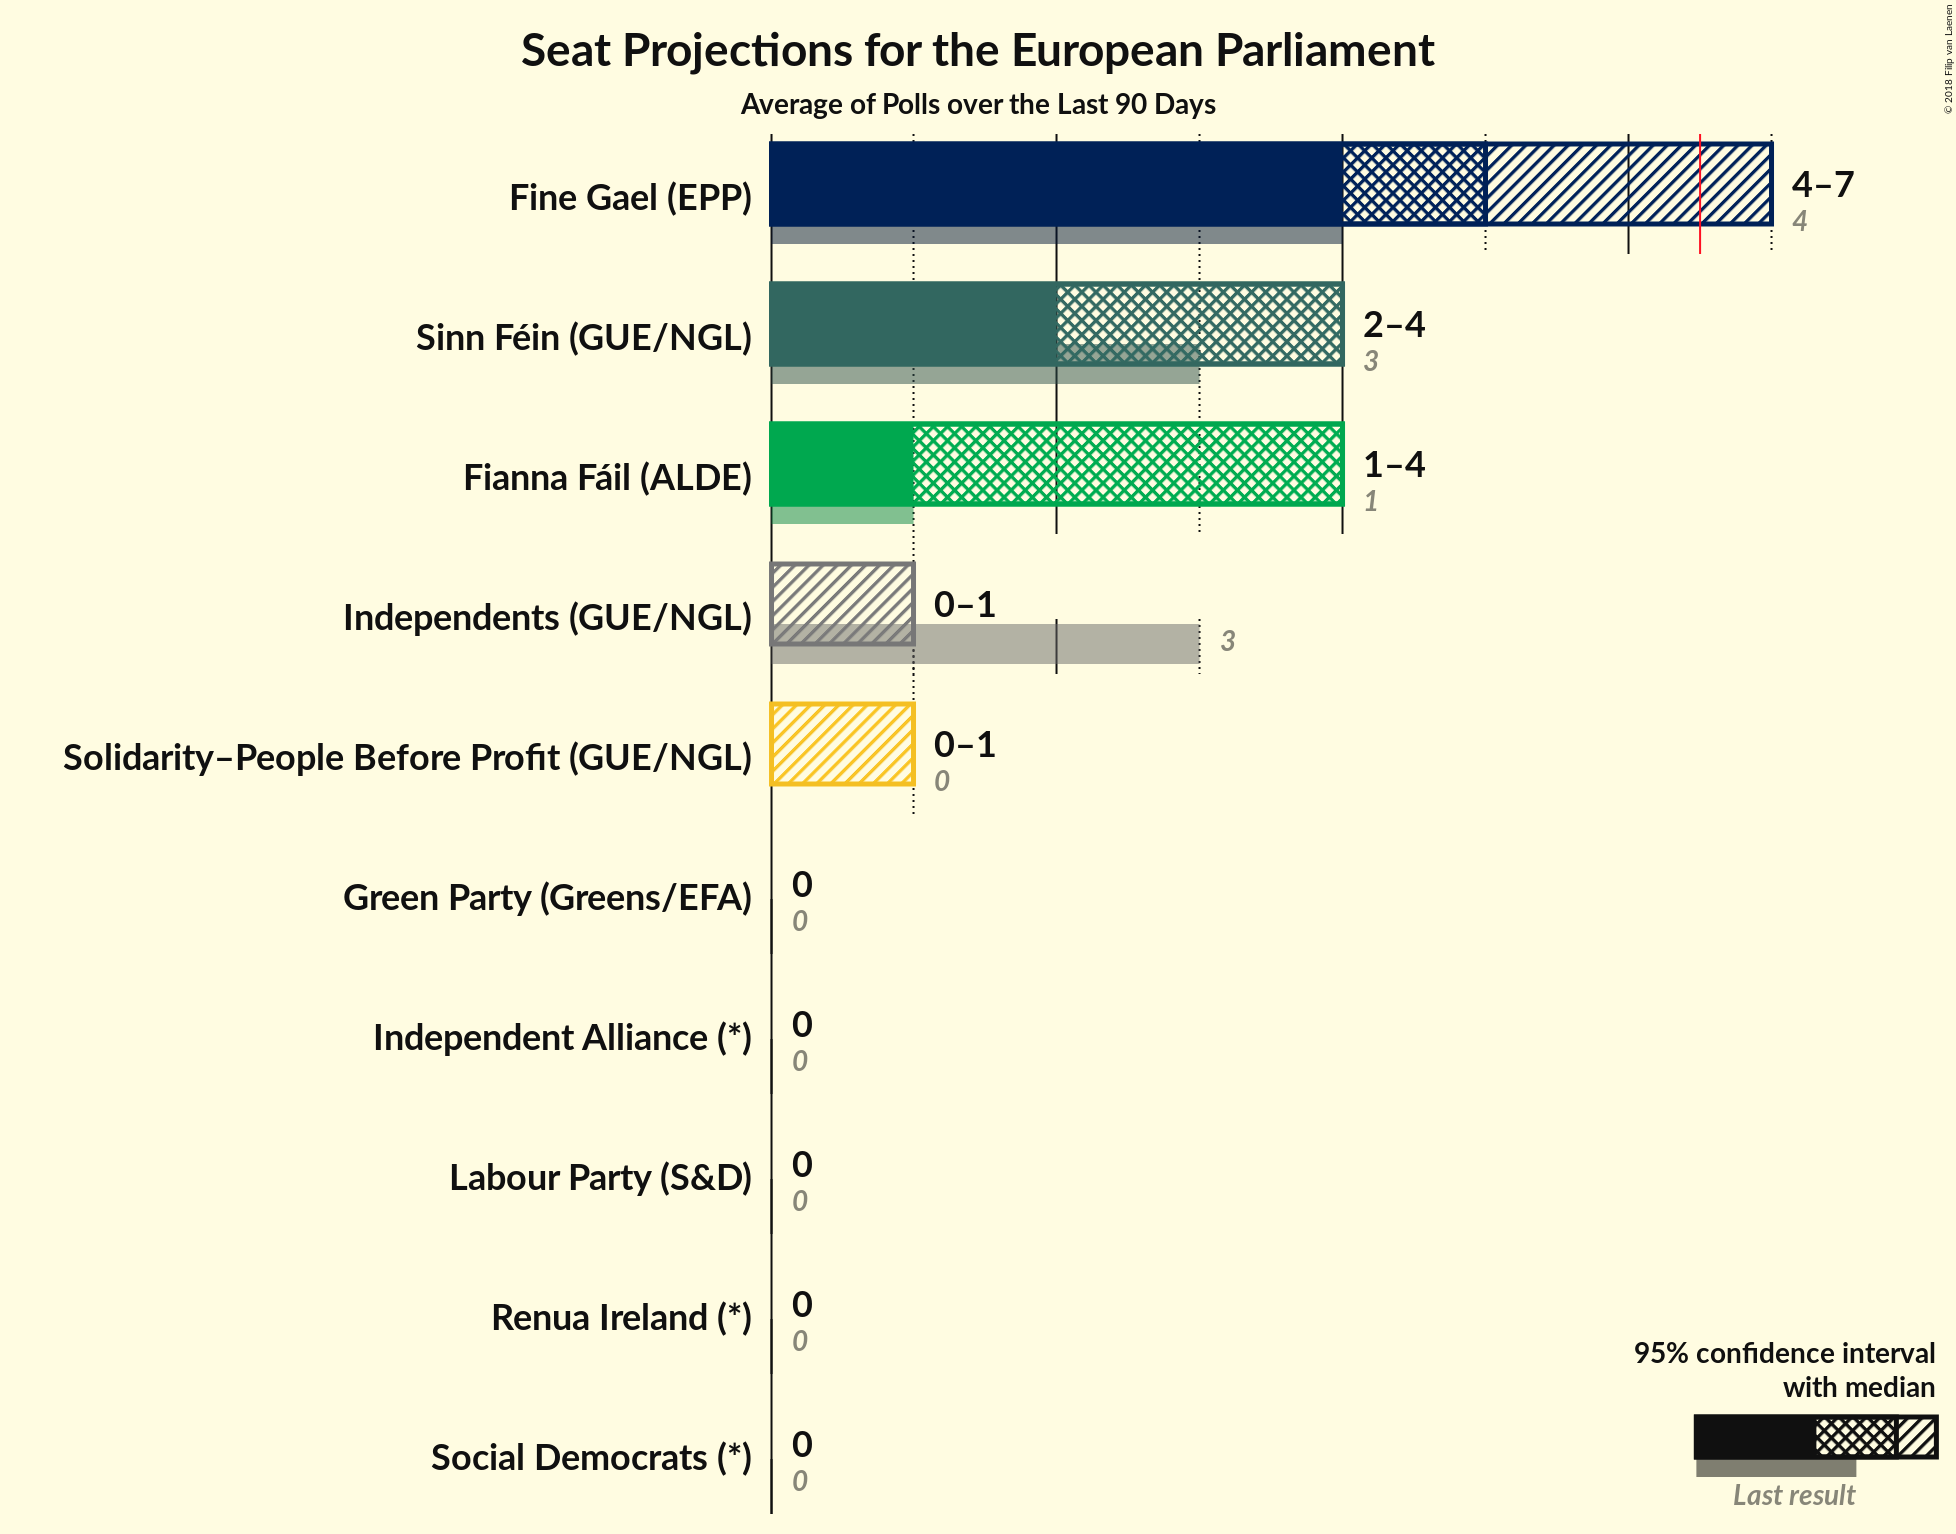 Seat Projections for the European Parliament
Average of Polls over the Last 90 Days
© 2018 Filip van Laenen
Fine Gael (EPP)
4–7
4
Sinn Féin (GUE/NGL)
2–4
3
Fianna Fáil (ALDE)
1–4
1
Independents (GUE/NGL)
0–1
3
Solidarity–People Before Profit (GUE/NGL)
0–1
0
Green Party (Greens/EFA)
0
0
Independent Alliance (*)
0
0
Labour Party (S&D)
0
0
Renua Ireland (*)
0
0
Social Democrats (*)
0
0
95% confidence interval
with median
Last result